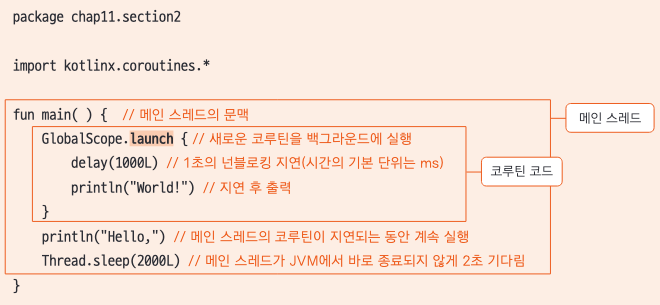 package chap11.section2
import kotlinx.coroutines.*
fun main( ) { // 메인 스레드의 문맥
메인 스레드
GlobalScope.launch { // 새로운 코루틴을 백그라운드에 실행
delay(1000L) // 1초의 넌블로킹 지연(시간의 기본 단위는 ms)
코루틴 코드
println("World!") // 지연 후 출력
}
println("Hello,") // 메인 스레드의 코루틴이 지연되는 동안 계속 실행
Thread.sleep(2000L) // 메인 스레드가 JVM에서 바로 종료되지 않게 2초 기다림
}